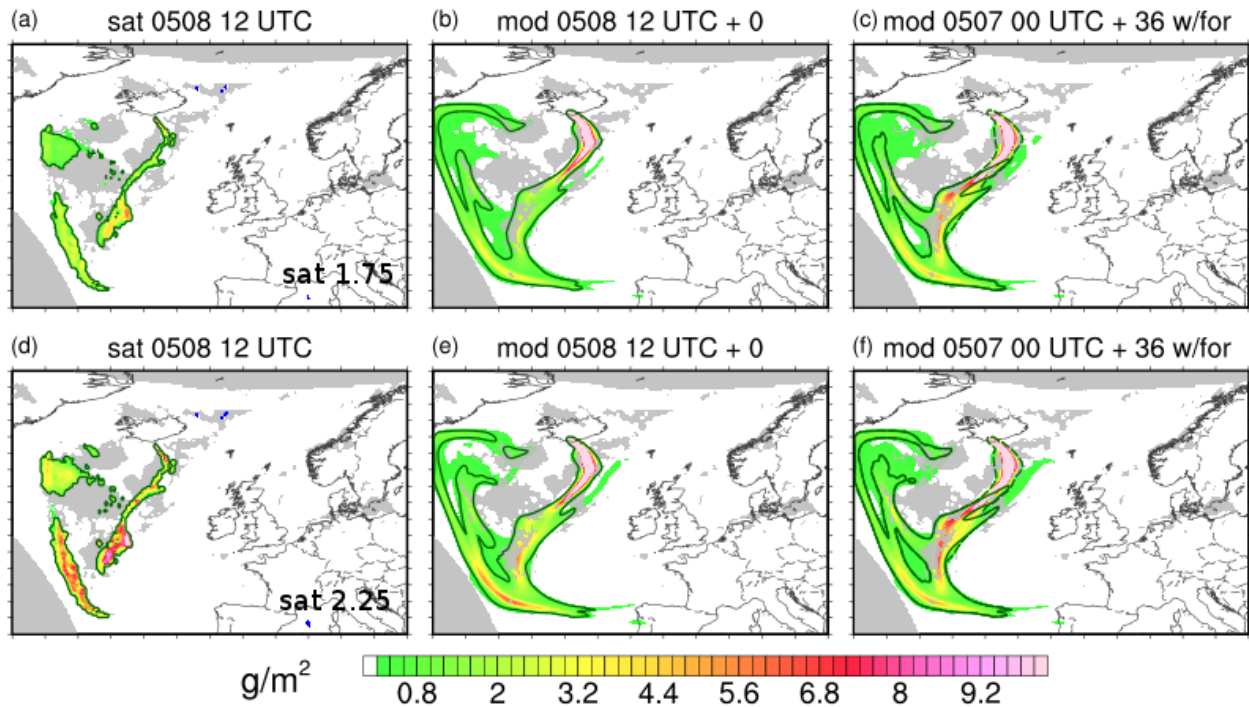 (a) sat 0508 12 UTC
(b) mod 0508 12 UTC + 0
(c) mod 0507 00 UTC + 36 w/for
sat 1.75
(d) sat 0508 12 UTC
(e) mod 0508 12 UTC + 0
(f) mod 0507 00 UTC + 36 w/for
sat 2.25
g/m²
0.8 2 3.2 4.4 5.6 6.8 8 9.2